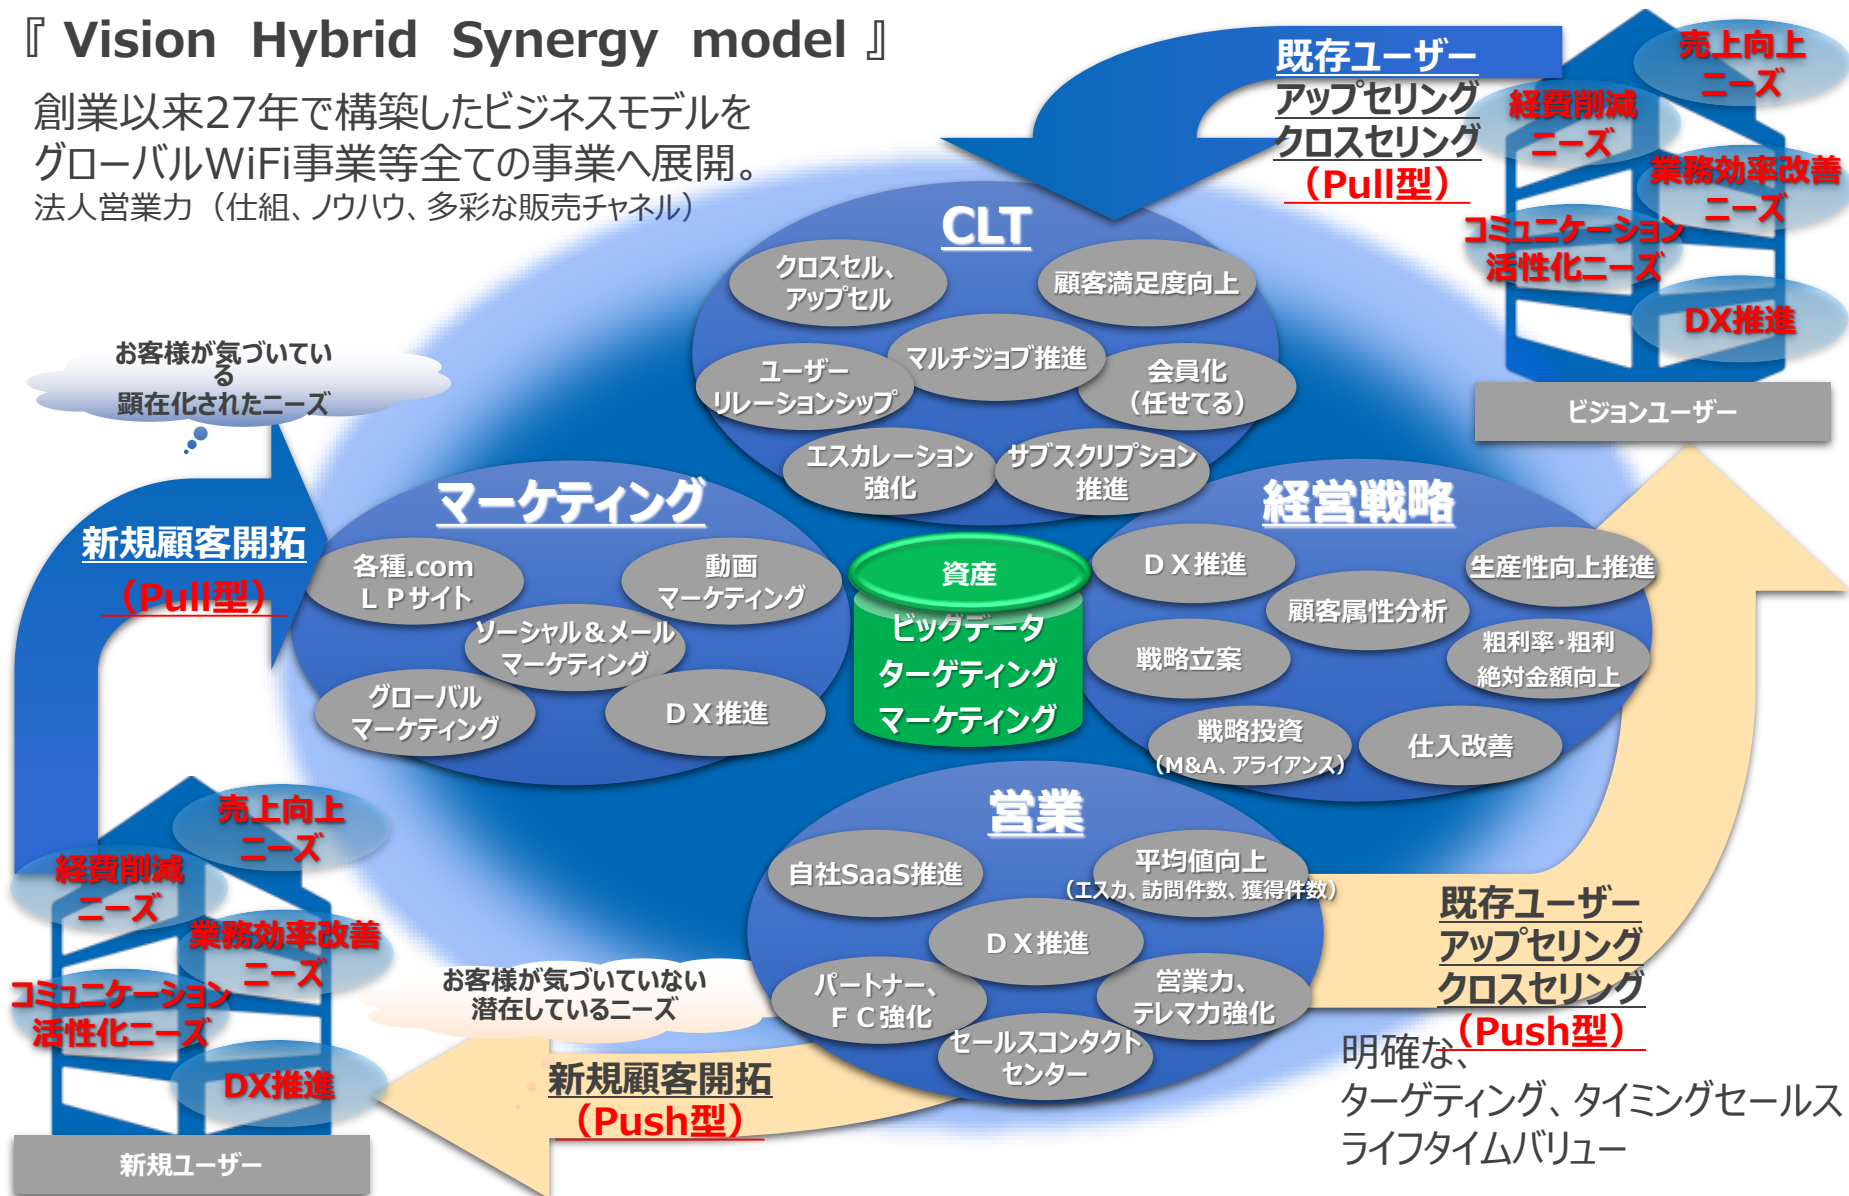 『 Vision Hybrid Synergy model 』
創業以来27年で構築したビジネスモデルを
グローバルWiFi事業等全ての事業へ展開。
法人営業力（仕組、ノウハウ、多彩な販売チャネル）
既存ユーザー
アップセリング
クロスセリング
（Pull型）
売上向上
ニーズ
経費削減
ニーズ
業務効率改善
ニーズ
コミュニケーション
活性化ニーズ
DX推進
ビジョンユーザー
CLT
クロスセル、
アップセル
顧客満足度向上
マルチジョブ推進
ユーザー
リレーションシップ
会員化
（任せてる）
エスカレーション
強化
サブスクリプション
推進
お客様が気づいてい
る
顕在化されたニーズ
新規顧客開拓
（Pull型）
マーケティング
各種.com
ＬＰサイト
動画
マーケティング
ソーシャル＆メール
マーケティング
グローバル
マーケティング
ＤＸ推進
資産
ビックデータ
ターゲティング
マーケティング
経営戦略
ＤＸ推進
生産性向上推進
顧客属性分析
戦略立案
粗利率･粗利
絶対金額向上
戦略投資
（M&A、アライアンス）
仕入改善
営業
自社SaaS推進
平均値向上
（エスカ、訪問件数、獲得件数）
ＤＸ推進
パートナー、
ＦＣ強化
営業力、
テレマ力強化
セールスコンタクト
センター
売上向上
ニーズ
経費削減
ニーズ
業務効率改善
ニーズ
コミュニケーション
活性化ニーズ
DX推進
新規ユーザー
お客様が気づいていない
潜在しているニーズ
新規顧客開拓
（Push型）
既存ユーザー
アップセリング
クロスセリング
（Push型）
明確な、
ターゲティング、タイミングセールス
ライフタイムバリュー